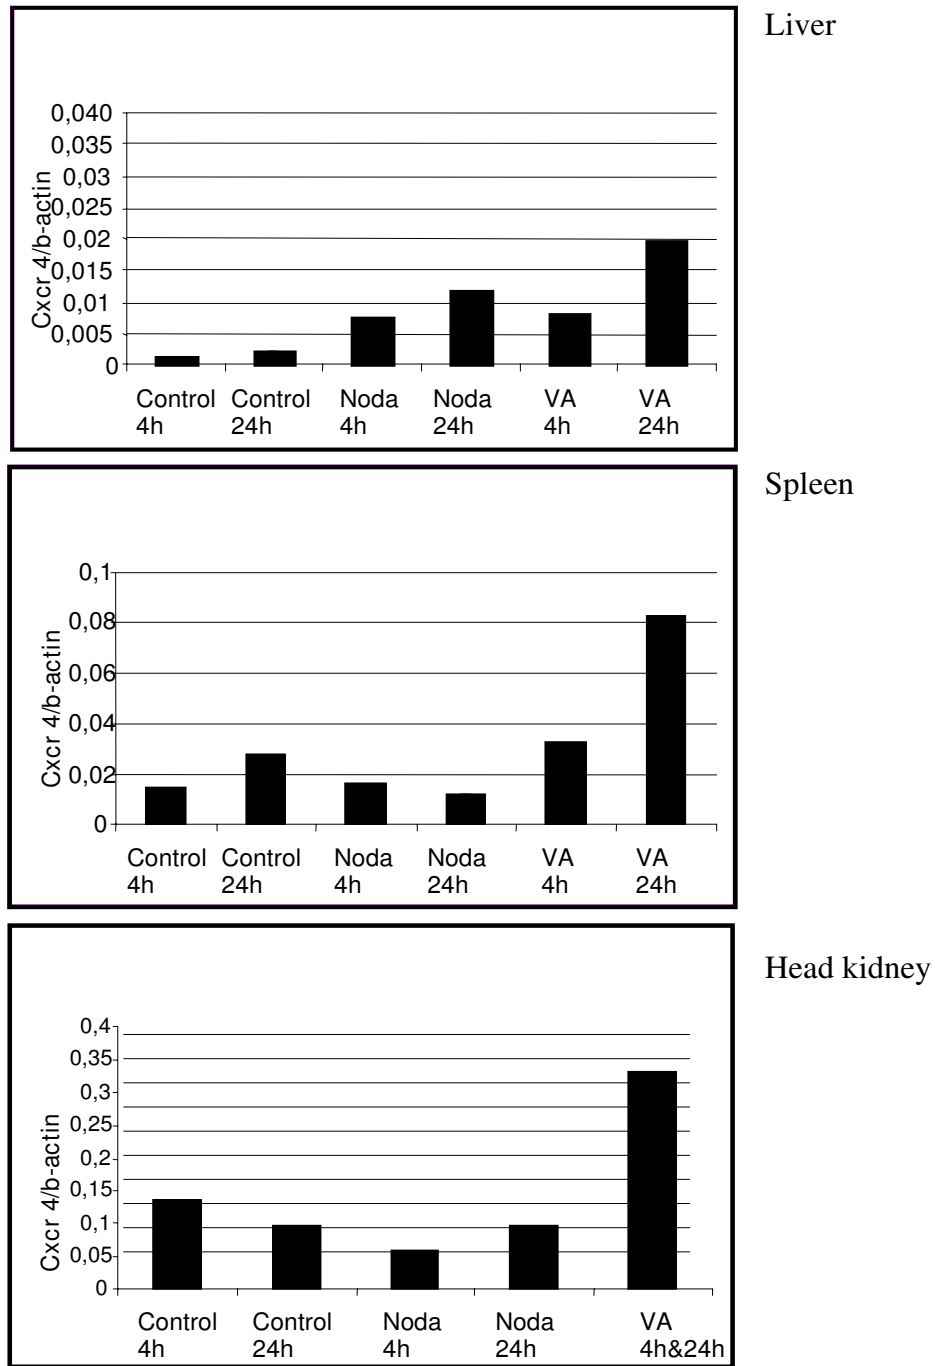 Liver
Cxcr 4/b-actin
0,040
0,035
0,03
0,025
0,02
0,015
0,01
0,005
0
Control Control Noda Noda VA VA
4h 24h 4h 24h 4h 24h
Spleen
Cxcr 4/b-actin
0,1
0,08
0,06
0,04
0,02
0
Control Control Noda Noda VA VA
4h 24h 4h 24h 4h 24h
Head kidney
Cxcr 4/b-actin
0,4
0,35
0,3
0,25
0,2
0,15
0,1
0,05
0
Control Control Noda Noda VA
4h 24h 4h 24h 4h&24h